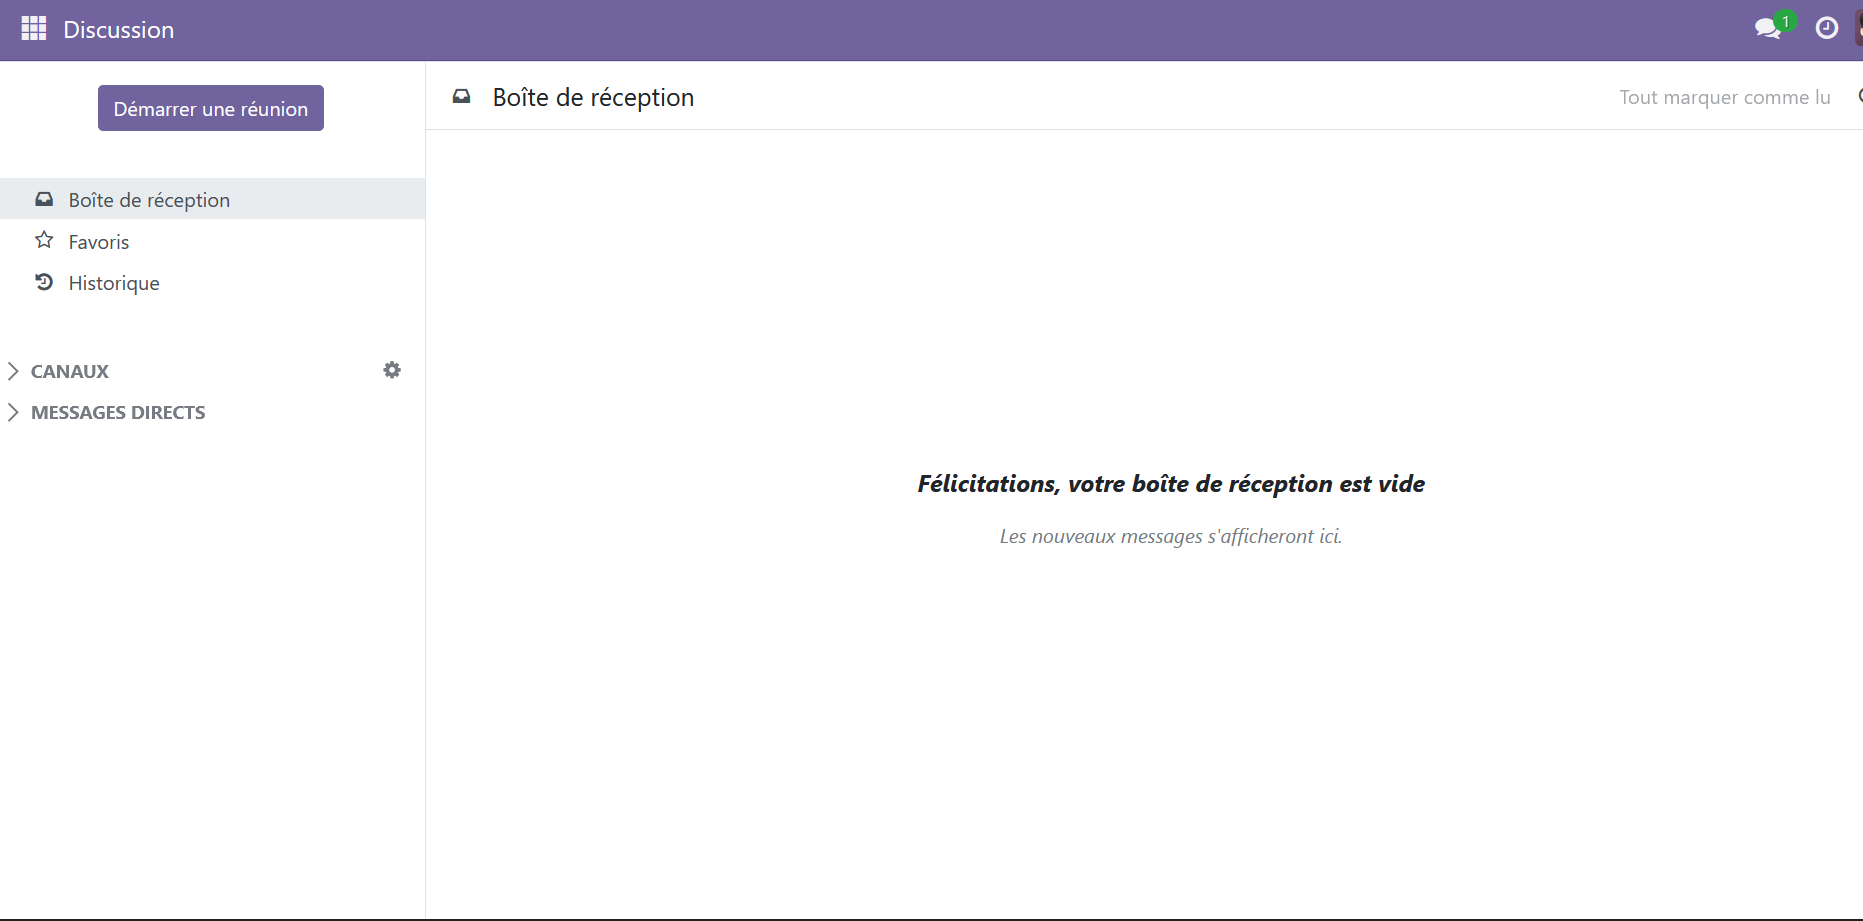 Discussion
1
Démarrer une réunion
Boîte de réception
Tout marquer comme lu
Boîte de réception
Favoris
Historique
CANAUX
MESSAGES DIRECTS
Félicitations, votre boîte de réception est vide
Les nouveaux messages s'afficheront ici.